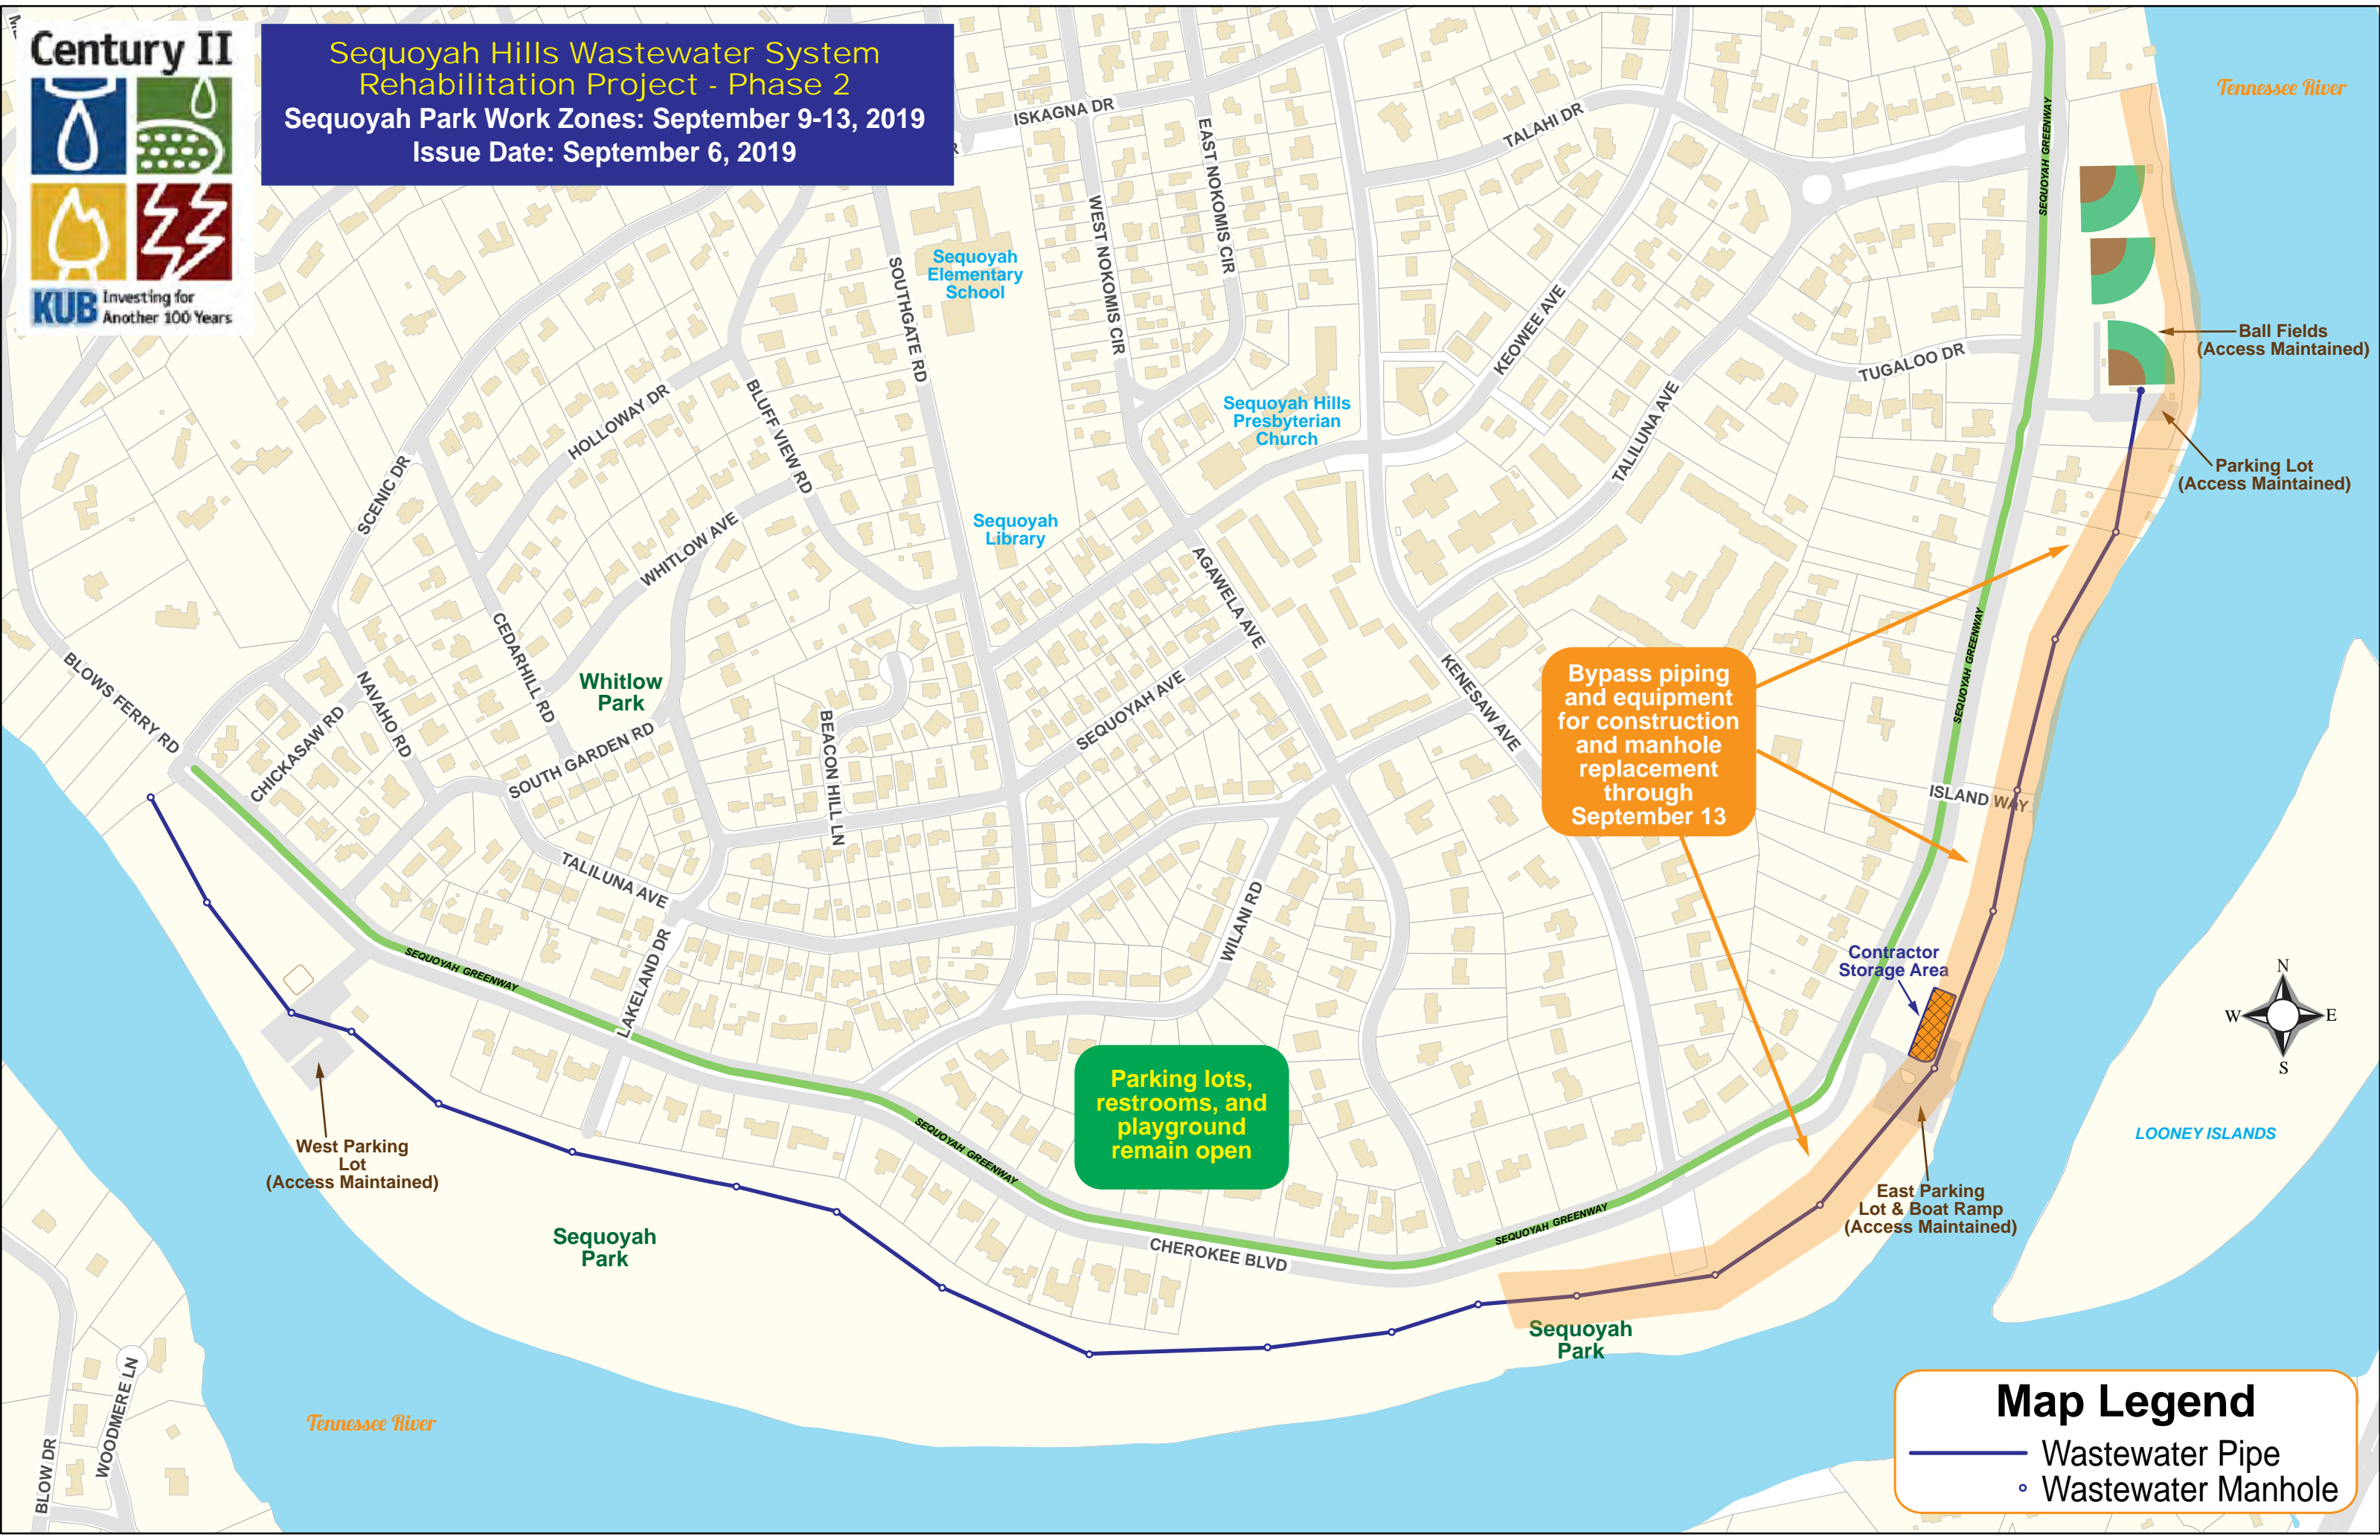 Century II
KUB Investing for
Another 100 Years
Sequoyah Hills Wastewater System
Rehabilitation Project - Phase 2
Sequoyah Park Work Zones: September 9-13, 2019
Issue Date: September 6, 2019
Tennessee River
ISKAGNA DR
TALAHI DR
EAST NOKOMIS CIR
WEST NOKOMIS CIR
SEQUOYAH GREENWAY
SOUTHGATE RD
Sequoyah
Elementary
School
KEOWEE AVE
TUGALOO DR
Ball Fields
(Access Maintained)
HOLLOWAY DR
BLUFF VIEW RD
Sequoyah Hills
Presbyterian
Church
TALILUNA AVE
Parking Lot
(Access Maintained)
SCENIC DR
WHITLOW AVE
Sequoyah
Library
AGAWELA AVE
CEDARHILL RD
SEQUOYAH GREENWAY
BLOWS FERRY RD
NAVAHO RD
Whitlow
Park
CHICKASAW RD
SOUTH GARDEN RD
BEACON HILL LN
SEQUOYAH AVE
KENESAW AVE
Bypass piping
and equipment
for construction
and manhole
replacement
through
September 13
ISLAND WAY
TALILUNA AVE
WILANI RD
LAKELAND DR
SEQUOYAH GREENWAY
Contractor
Storage Area
N
W
E
S
Parking lots,
restrooms, and
playground
remain open
West Parking
Lot
(Access Maintained)
SEQUOYAH GREENWAY
LOONEY ISLANDS
East Parking
Lot & Boat Ramp
(Access Maintained)
Sequoyah
Park
CHEROKEE BLVD
SEQUOYAH GREENWAY
Sequoyah
Park
Tennessee River
WOODMERE LN
BLOW DR
Map Legend
Wastewater Pipe
Wastewater Manhole